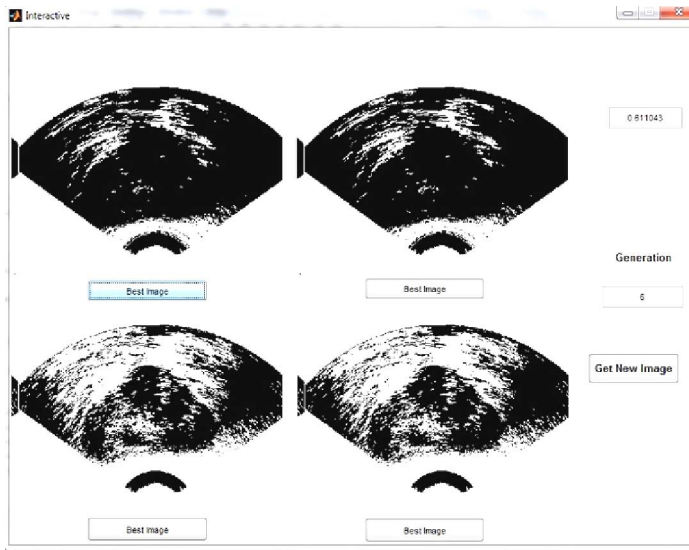 Interactive
0.611043
Generation
Best Image
Best Image
6
Get New Image
Best Image
Best Image